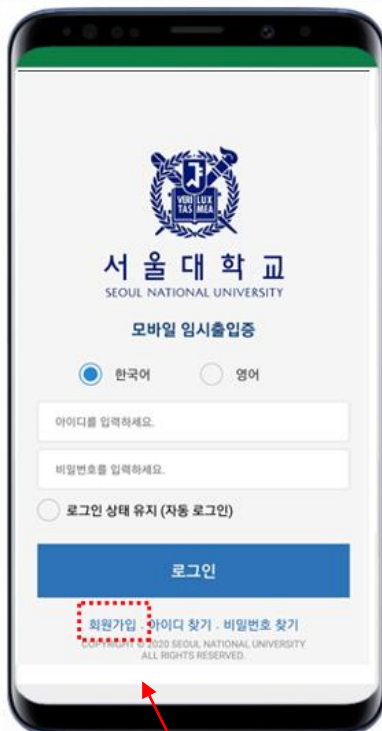 VERI LUX
TAS MEA
서울대학교
SEOUL NATIONAL UNIVERSITY
모바일 임시출입증
한국어 영어
아이디를 입력하세요.
비밀번호를 입력하세요.
로그인 상태 유지 (자동 로그인)
로그인
회원가입 . 아이디 찾기 . 비밀번호 찾기
COPYRIGHT © 2020 SEOUL NATIONAL UNIVERSITY
ALL RIGHTS RESERVED.